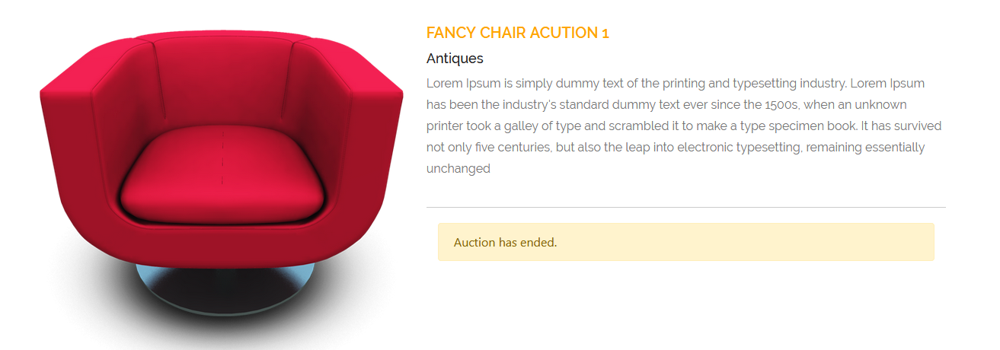 FANCY CHAIR ACUTION 1
Antiques
Lorem Ipsum is simply dummy text of the printing and typesetting industry. Lorem Ipsum
has been the industry's standard dummy text ever since the 1500s, when an unknown
printer took a galley of type and scrambled it to make a type specimen book. It has survived
not only five centuries, but also the leap into electronic typesetting, remaining essentially
unchanged
Auction has ended.